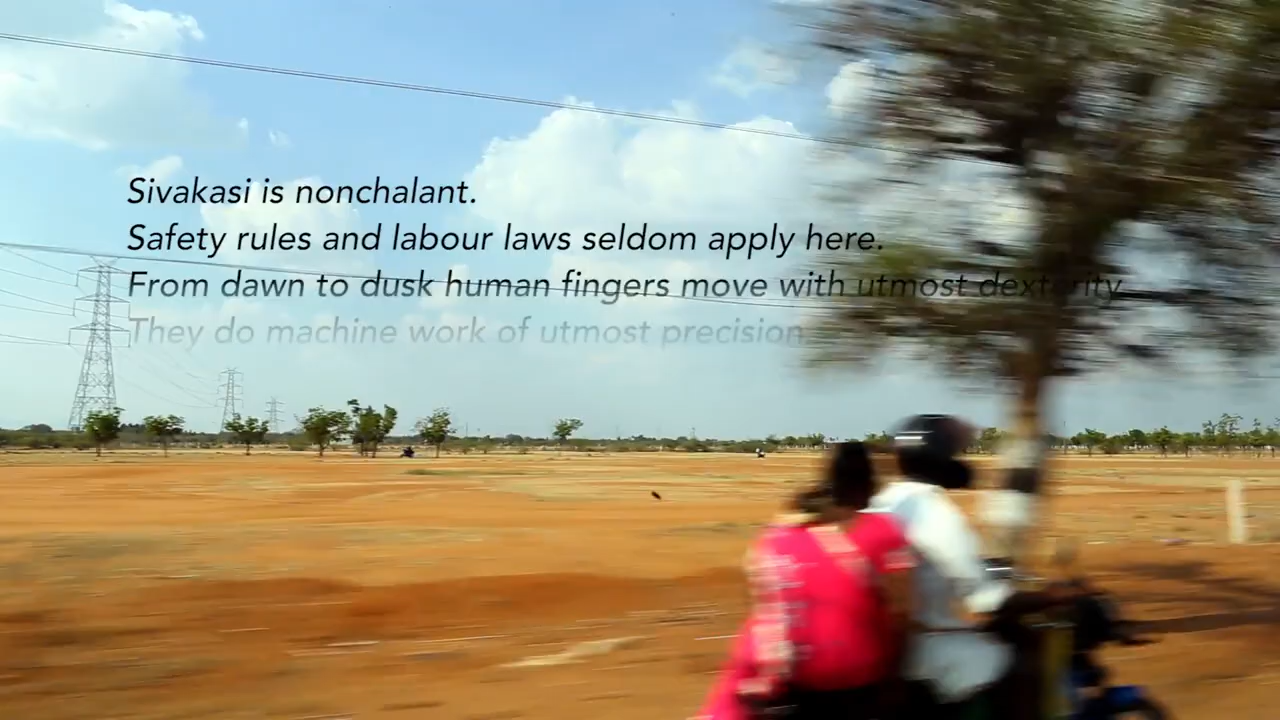 Sivakasi is nonchalant.
Safety rules and labour laws seldom apply here.
From dawn to dusk human fingers move with utmost dexterity
They do machine work of utmost precision